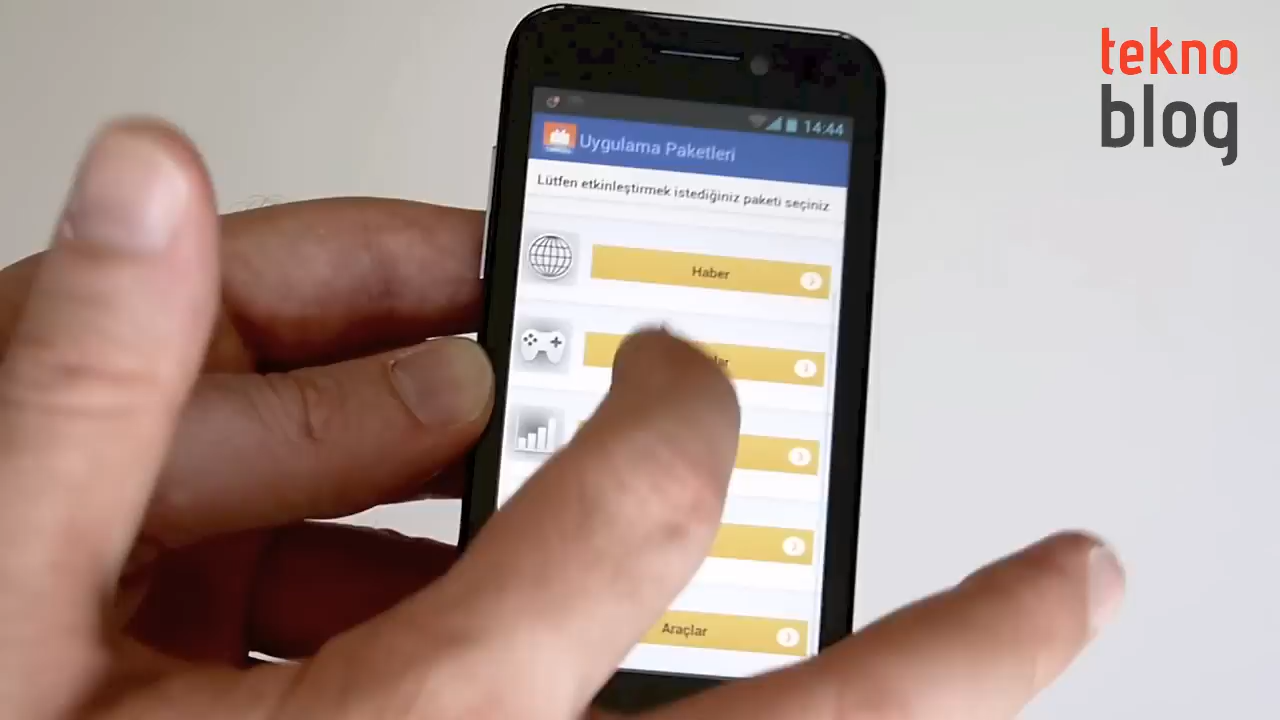 tekno
blog
14:44
Uygulama Paketleri
Lütfen etkinleştirmek istediğiniz paketi seçiniz
Haber
Araçlar